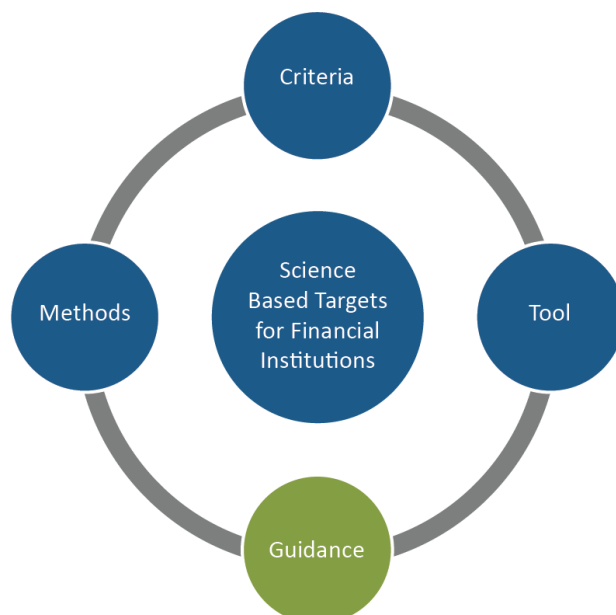 Criteria
Methods
Science
Based Targets
for Financial
Institutions
Tool
Guidance